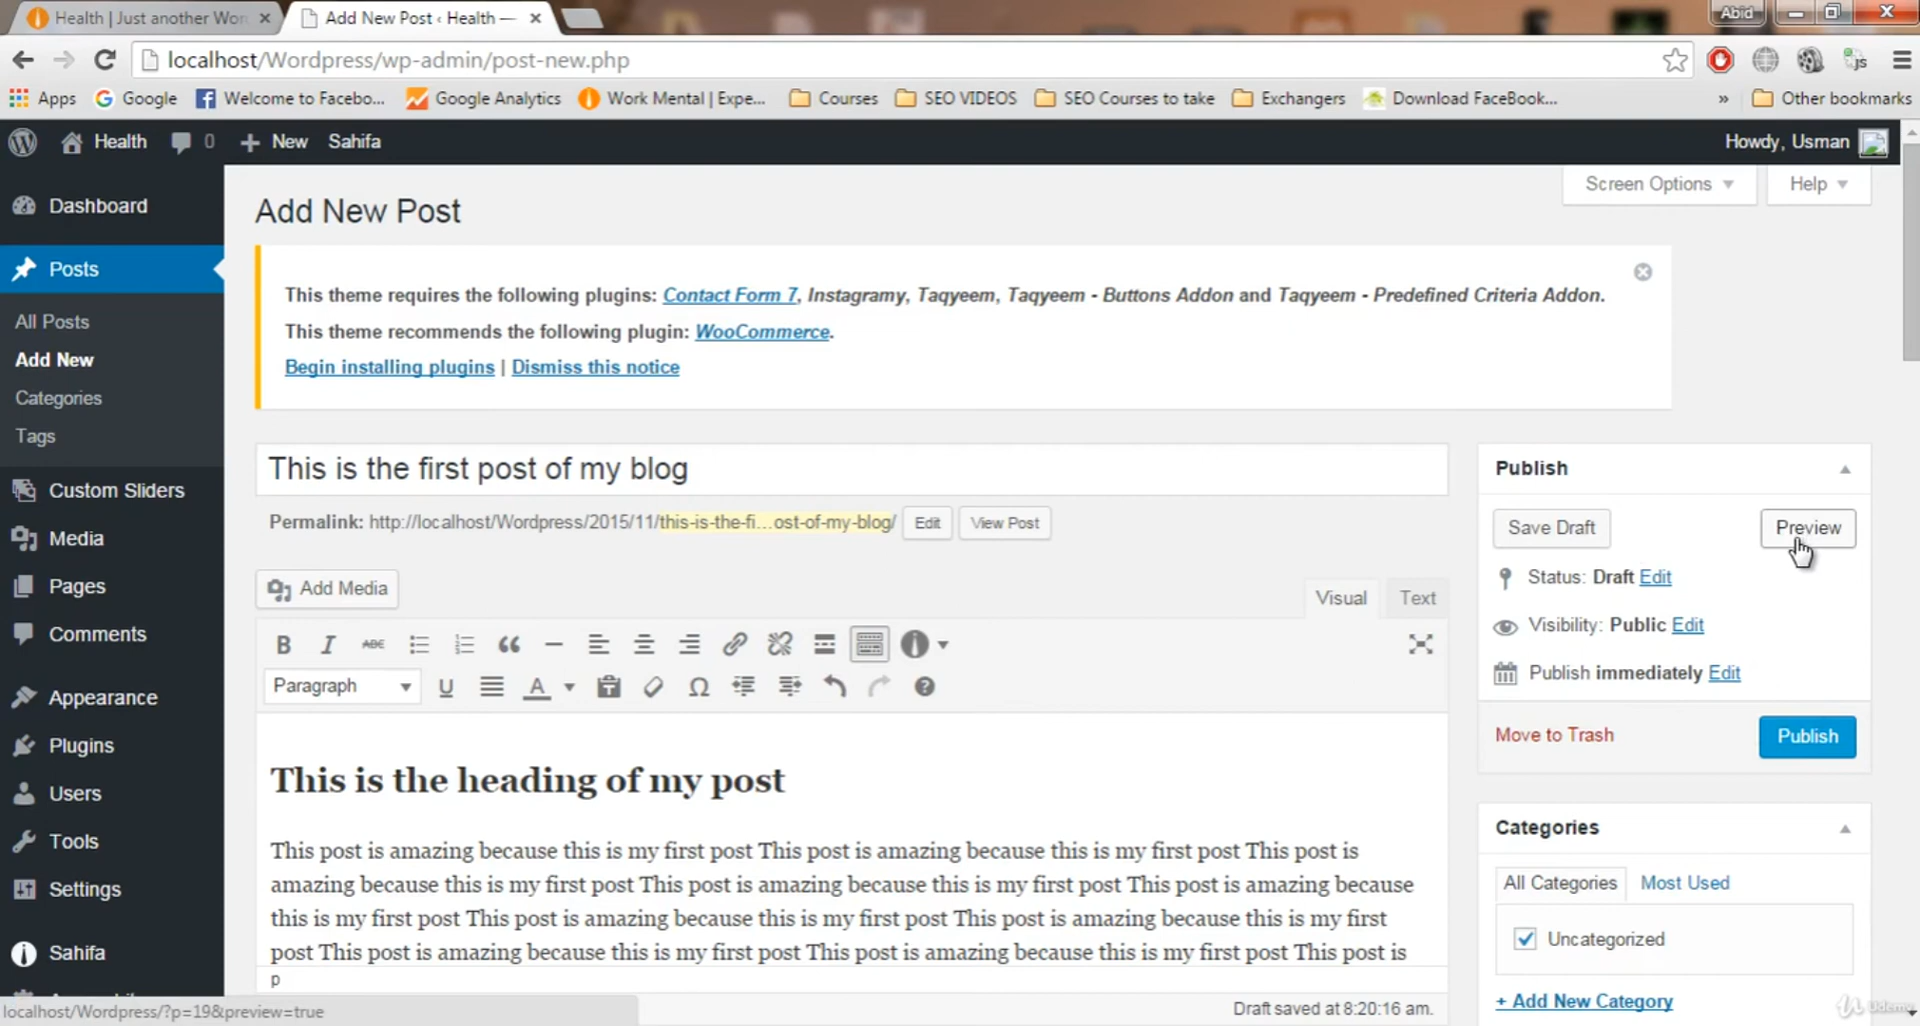 Health | Just another Wor
Add New Post ‹ Health —
Abid
localhost/Wordpress/wp-admin/post-new.php
js
Apps
Google
Welcome to Facebo...
Google Analytics
Work Mental | Expe...
Courses
SEO VIDEOS
SEO Courses to take
Exchangers
Download FaceBook...
»
Other bookmarks
Health
0
New
Sahifa
Howdy, Usman
Dashboard
Posts
All Posts
Add New
Categories
Tags
Custom Sliders
Media
Pages
Comments
Appearance
Plugins
Users
Tools
Settings
Sahifa
Screen Options
Help
Add New Post
This theme requires the following plugins: Contact Form 7, Instagramy, Taqyeem, Taqyeem - Buttons Addon and Taqyeem - Predefined Criteria Addon.
This theme recommends the following plugin: WooCommerce.
Begin installing plugins | Dismiss this notice
This is the first post of my blog
Permalink: http://localhost/Wordpress/2015/11/this-is-the-fi…ost-of-my-blog/ Edit View Post
Add Media
Visual
Text
B I ABC
Paragraph
U A Ω
This is the heading of my post
This post is amazing because this is my first post This post is amazing because this is my first post This post is
amazing because this is my first post This post is amazing because this is my first post This post is amazing because
this is my first post This post is amazing because this is my first post This post is amazing because this is my first
post This post is amazing because this is my first post This post is amazing because this is my first post This post is
p
Draft saved at 8:20:16 am.
Publish
Save Draft
Preview
Status: Draft Edit
Visibility: Public Edit
Publish immediately Edit
Move to Trash
Publish
Categories
All Categories
Most Used
Uncategorized
+ Add New Category
localhost/Wordpress/?p=19&preview=true
Udemy